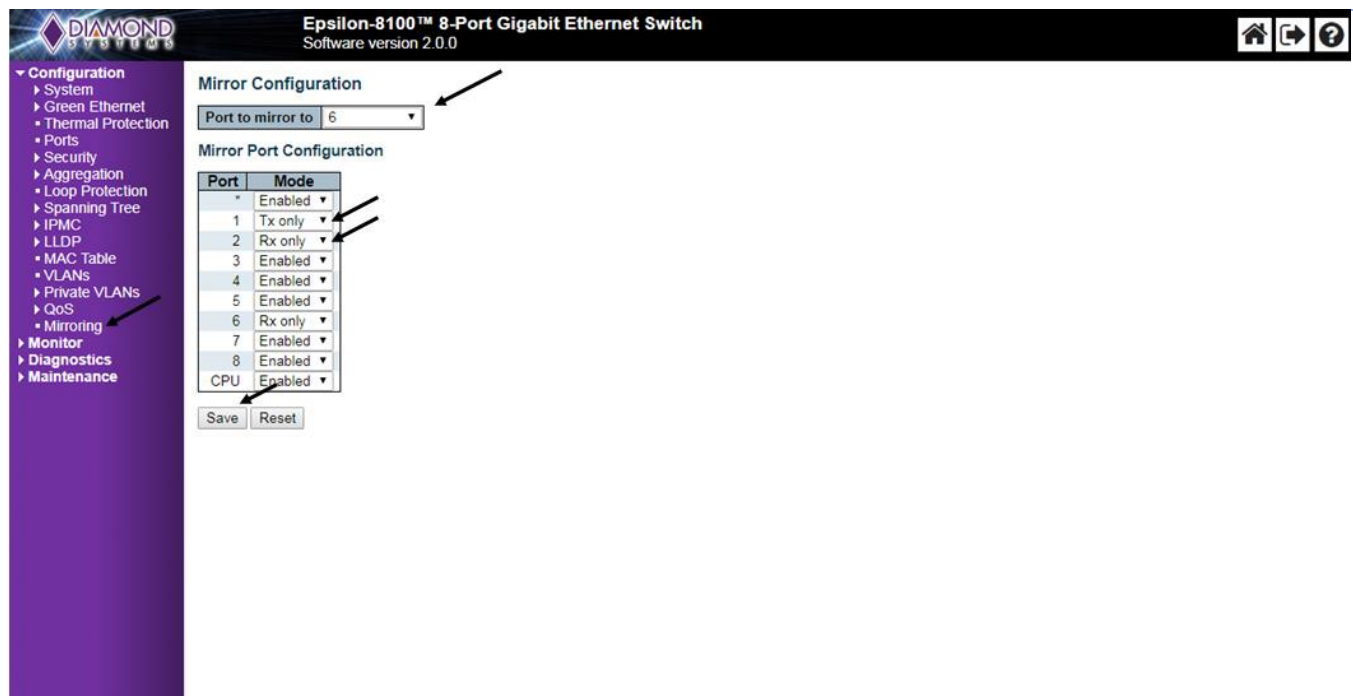 DIAMOND
SYSTEMS
Epsilon-8100™ 8-Port Gigabit Ethernet Switch
Software version 2.0.0
?
Configuration
System
Green Ethernet
Thermal Protection
Ports
Security
Aggregation
Loop Protection
Spanning Tree
IPMC
LLDP
MAC Table
VLANs
Private VLANs
QoS
Mirroring
Monitor
Diagnostics
Maintenance
Mirror Configuration
Port to mirror to 6
Mirror Port Configuration
Port Mode
* Enabled
1 Tx only
2 Rx only
3 Enabled
4 Enabled
5 Enabled
6 Rx only
7 Enabled
8 Enabled
CPU Enabled
Save Reset